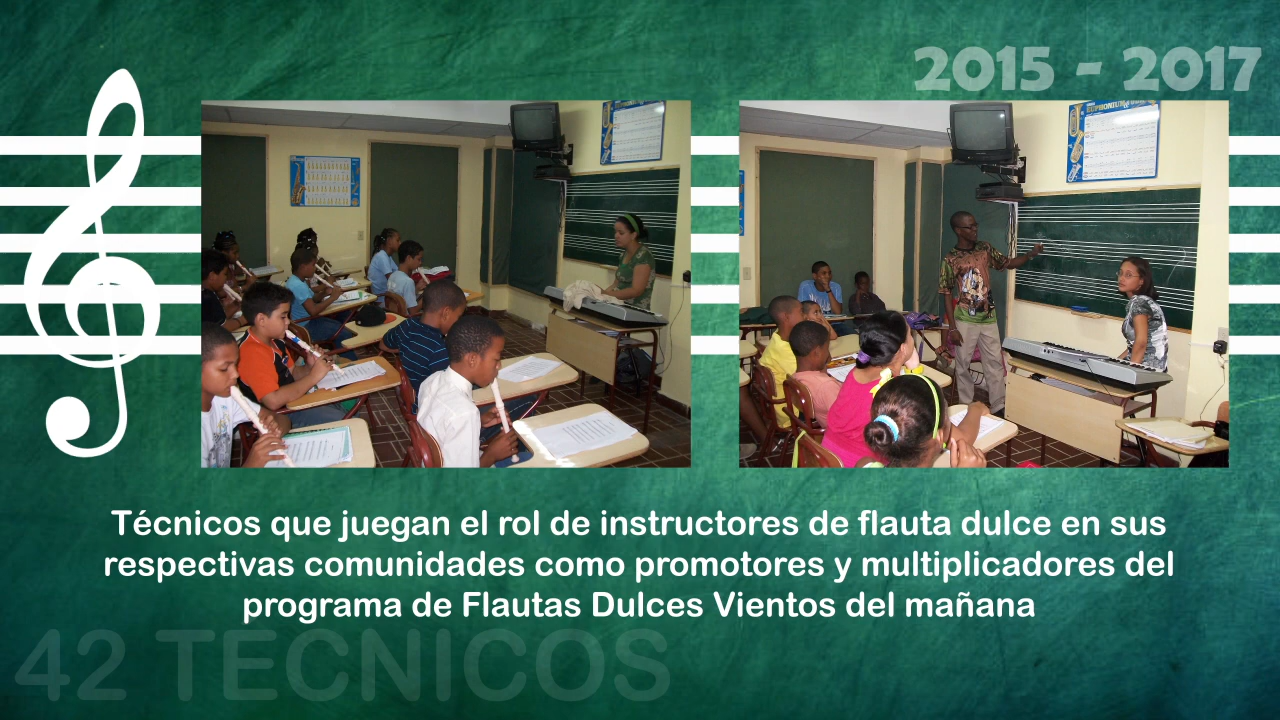 2015 - 2017
EUPHONIUM
Técnicos que juegan el rol de instructores de flauta dulce en sus
respectivas comunidades como promotores y multiplicadores del
programa de Flautas Dulces Vientos del mañana
42 TECNICOS